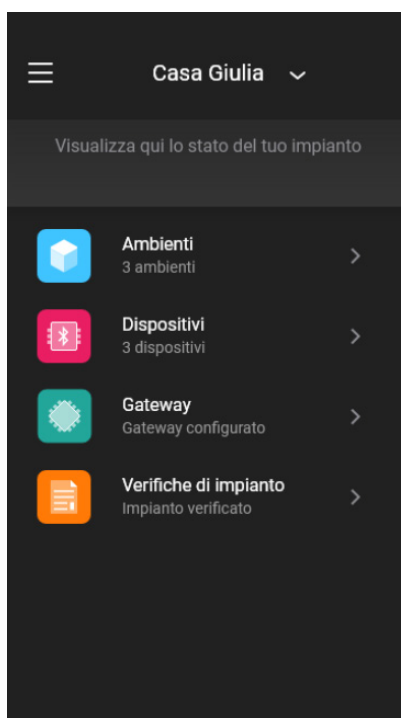 Casa Giulia
Visualizza qui lo stato del tuo impianto
Ambienti
3 ambienti
Dispositivi
3 dispositivi
Gateway
Gateway configurato
Verifiche di impianto
Impianto verificato